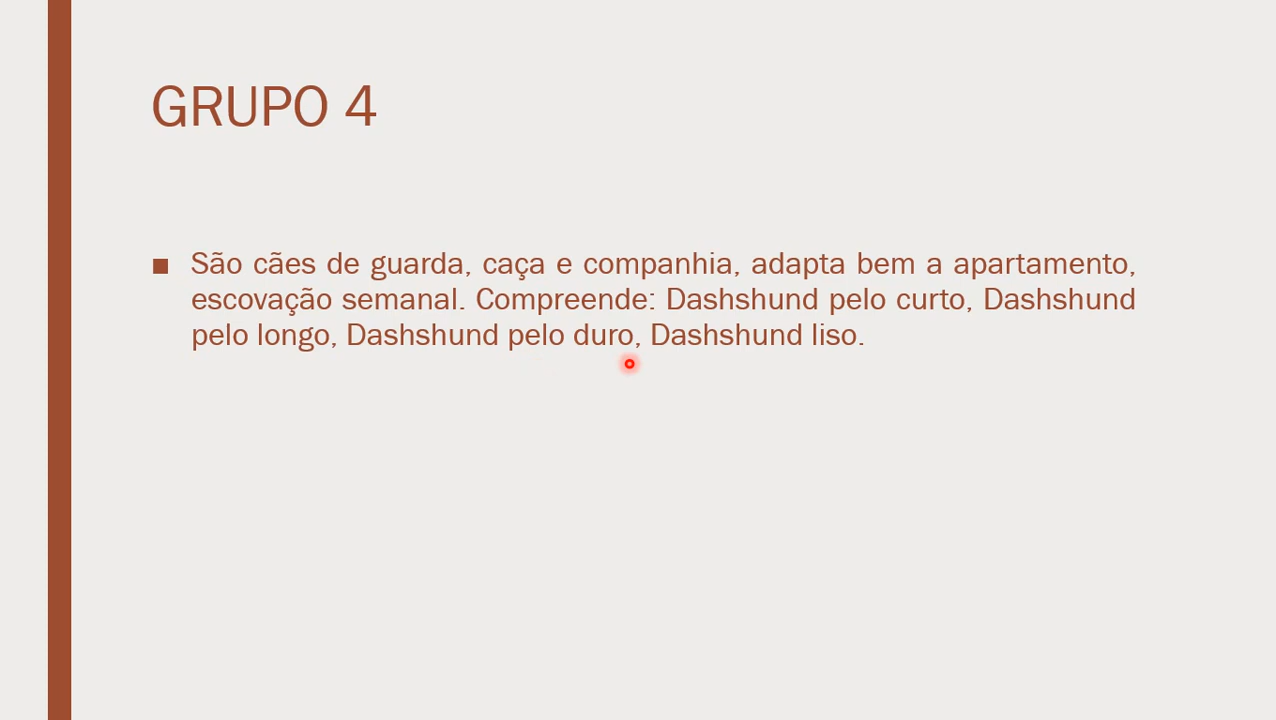 GRUPO 4
São cães de guarda, caça e companhia, adapta bem a apartamento,
escovação semanal. Compreende: Dashshund pelo curto, Dashshund
pelo longo, Dashshund pelo duro, Dashshund liso.